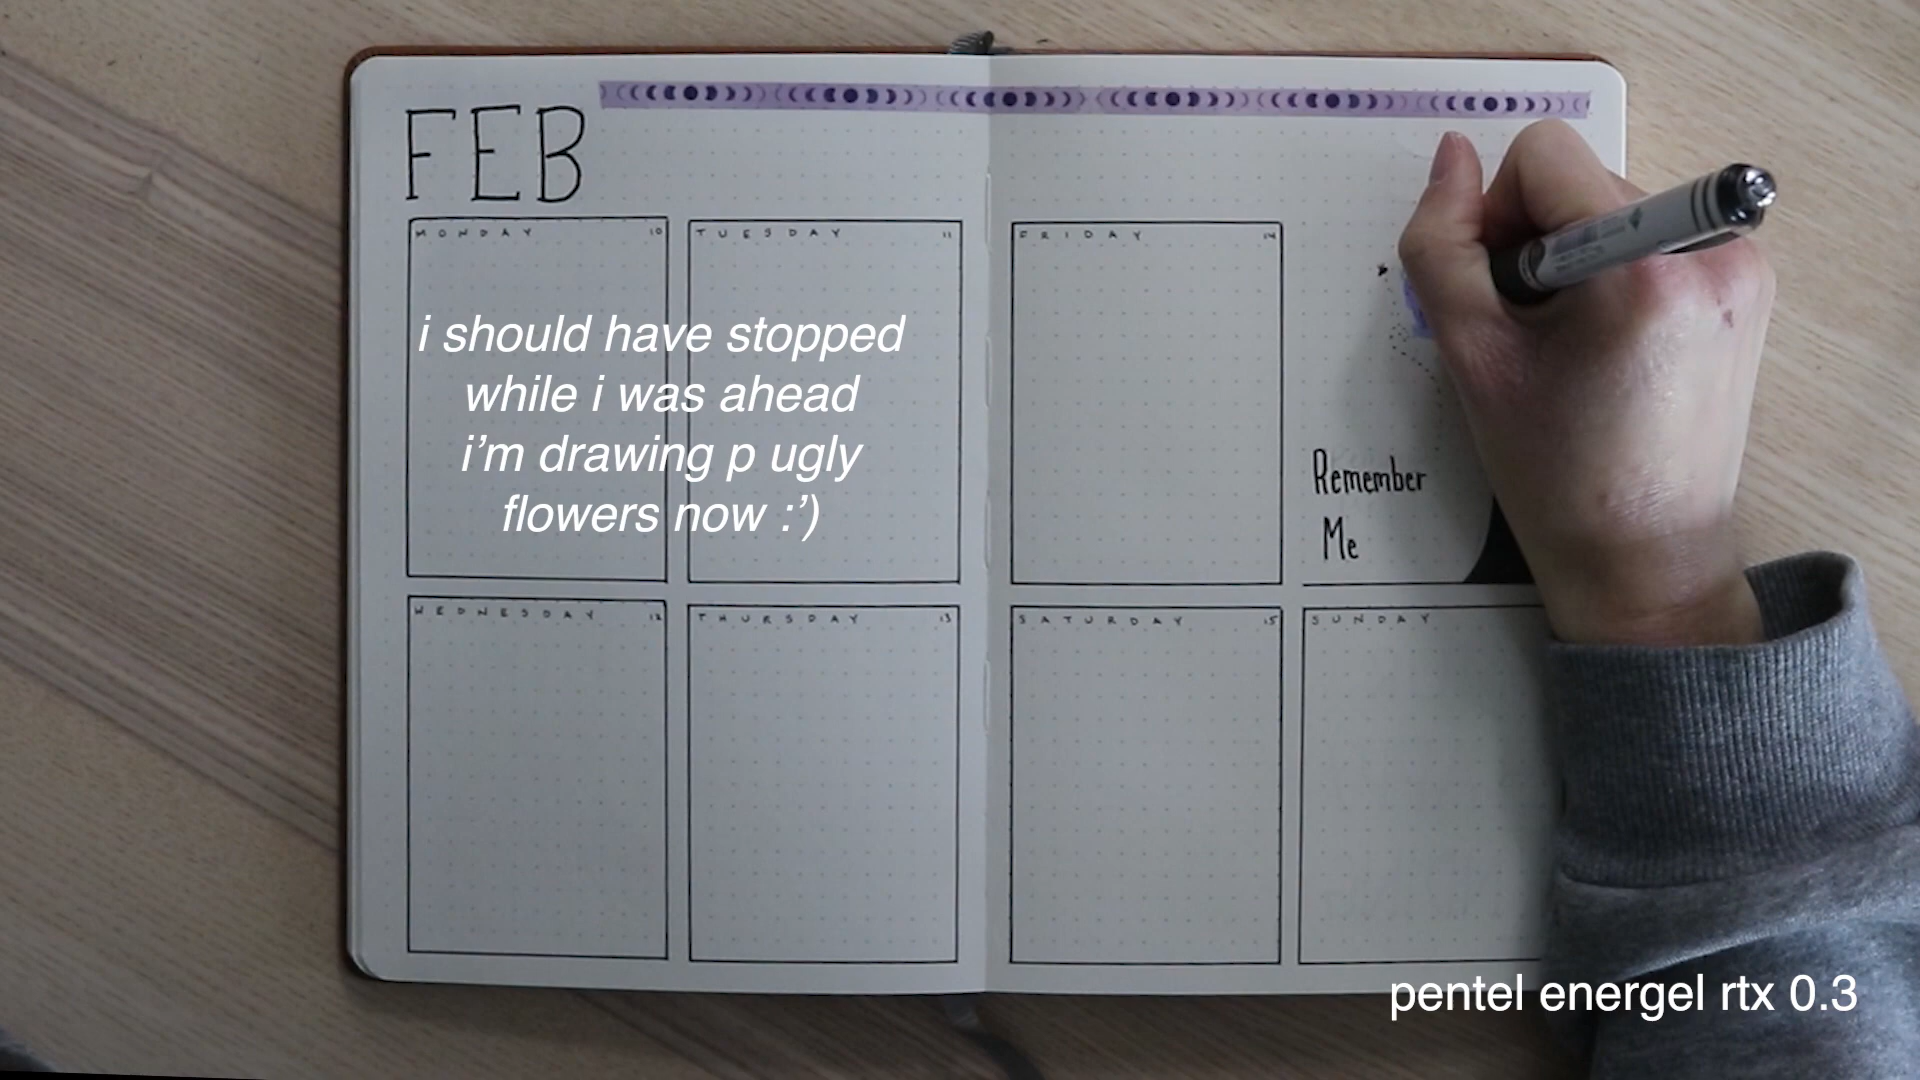 FEB
MONDAY 10
TUESDAY 11
FRIDAY 14
i should have stopped
while i was ahead
i'm drawing p ugly
flowers now :')
Remember
Me
WEDNESDAY 12
THURSDAY 13
SATURDAY 15
SUNDAY
pentel energel rtx 0.3